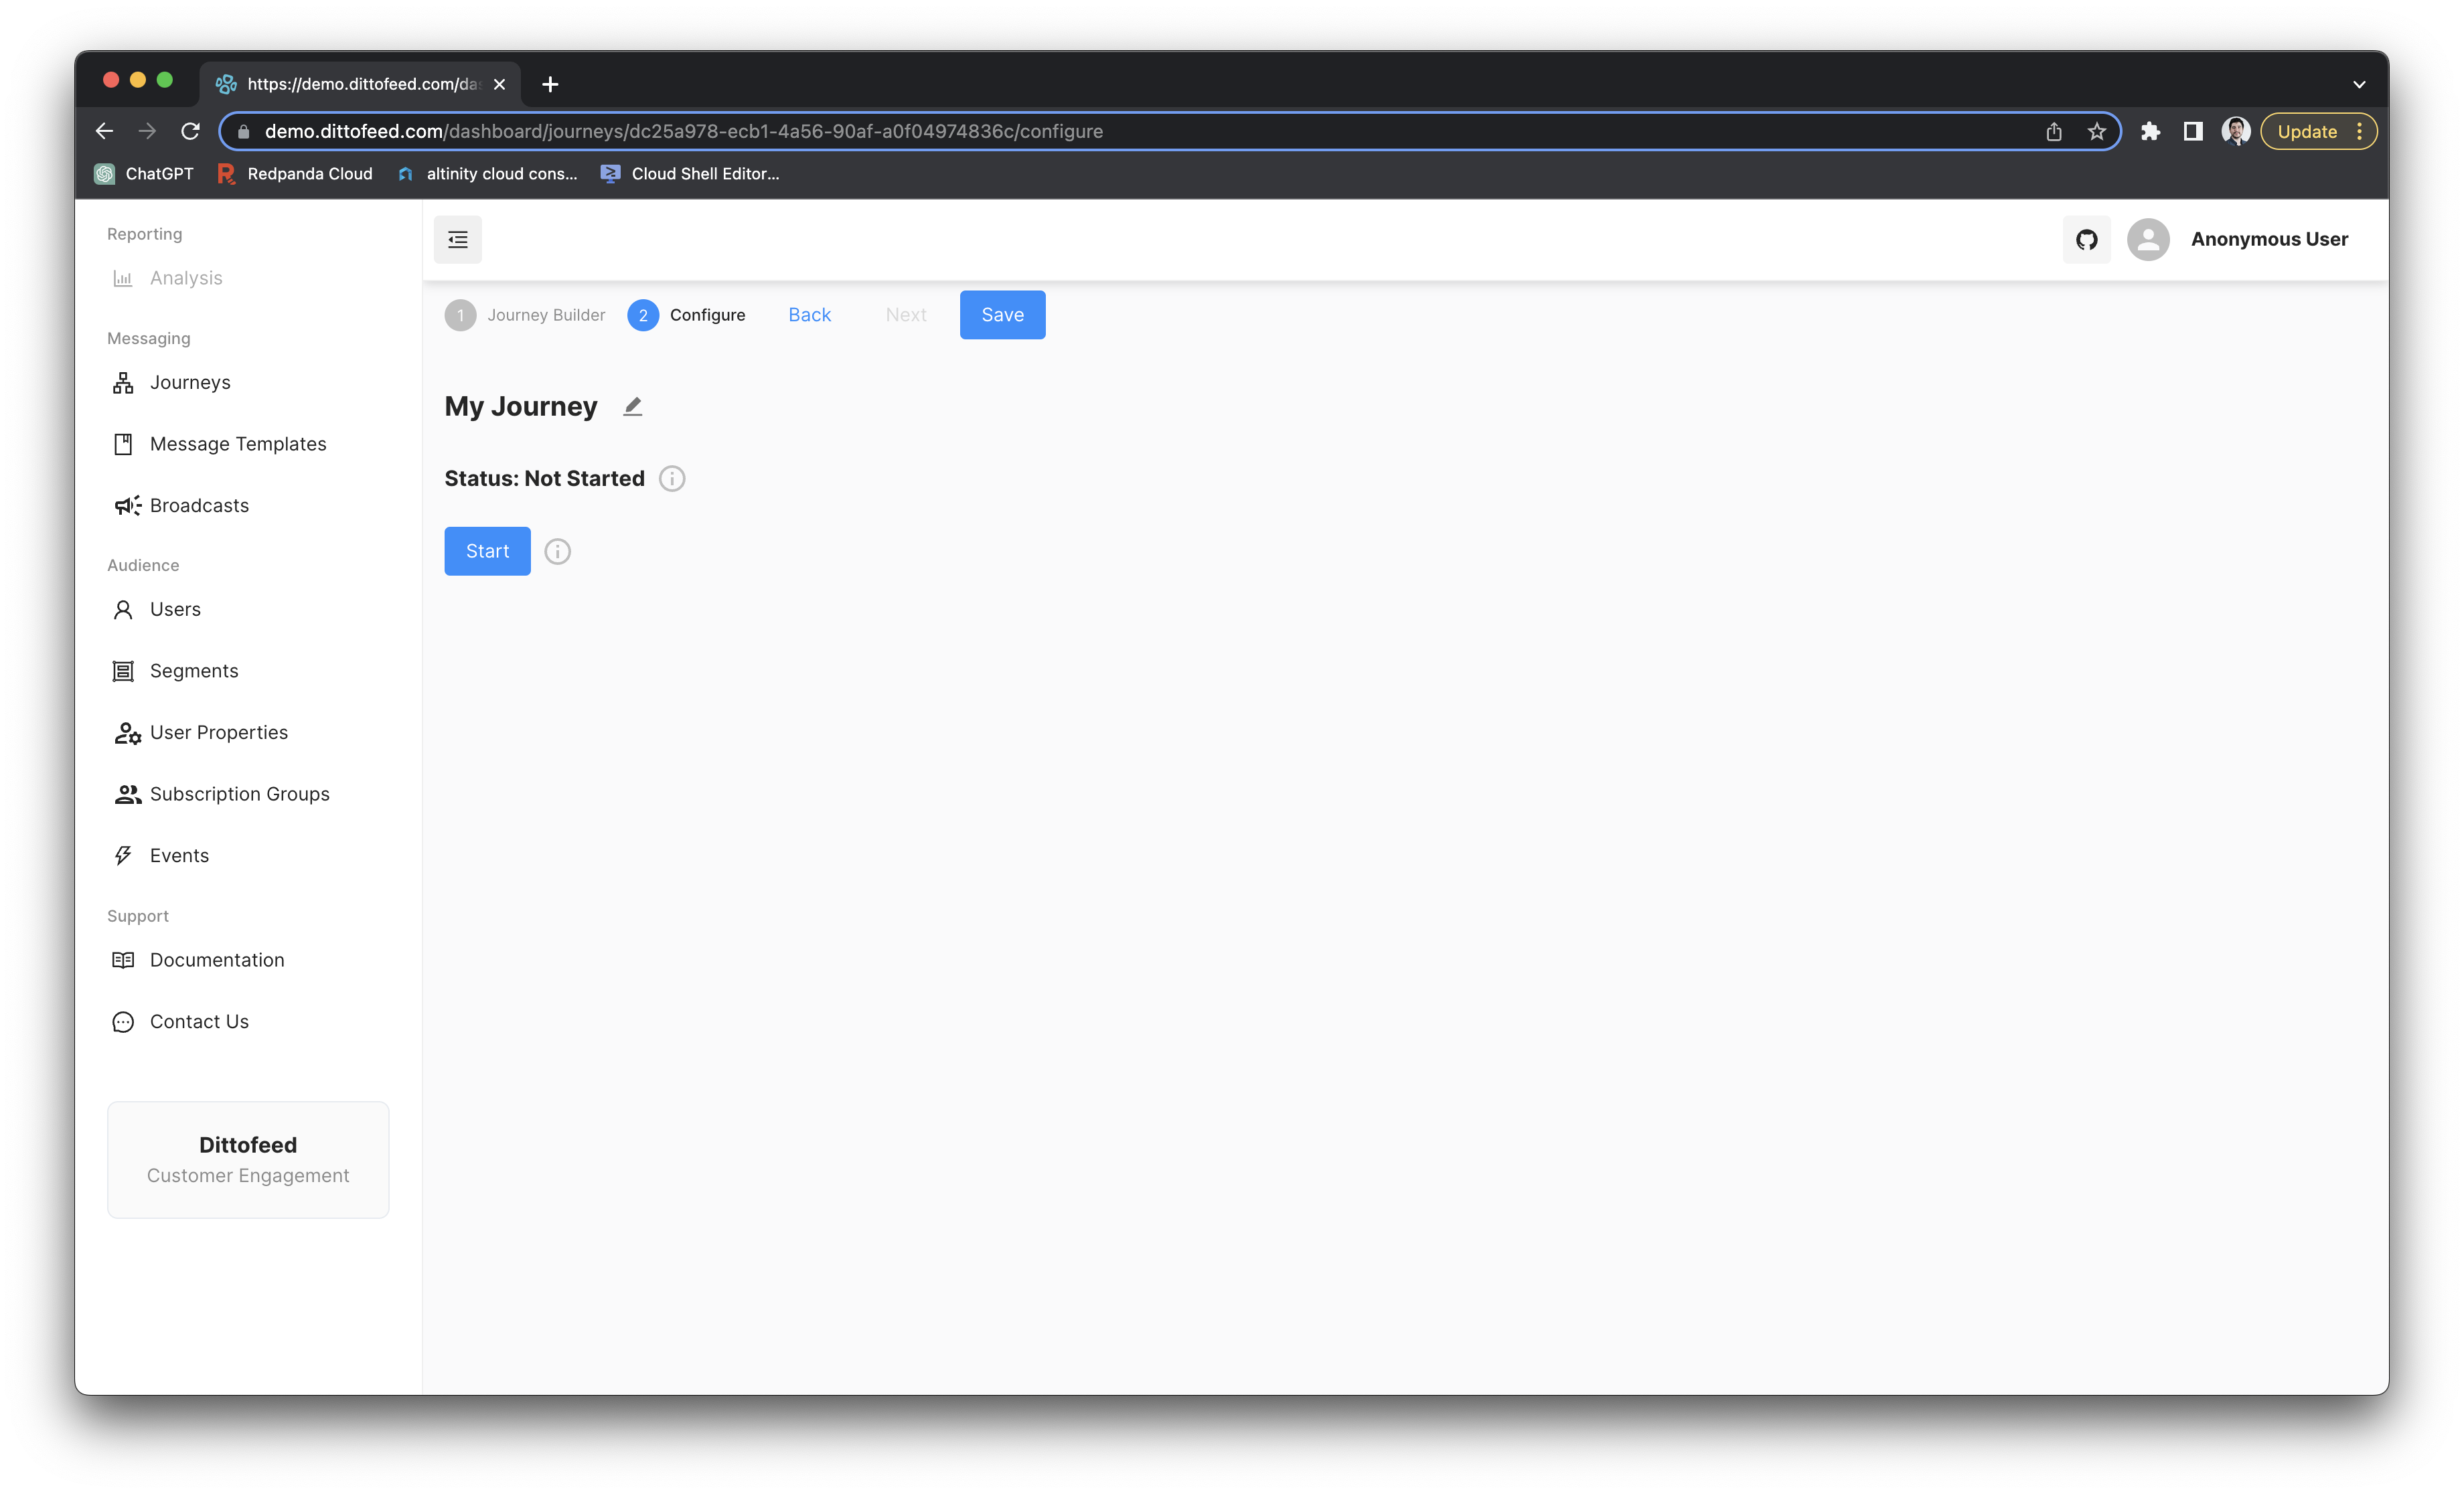 https://demo.dittofeed.com/das
demo.dittofeed.com/dashboard/journeys/dc25a978-ecb1-4a56-90af-a0f04974836c/configure
Update
ChatGPT
Redpanda Cloud
altinity cloud cons...
Cloud Shell Editor...
Reporting
Analysis
Messaging
Journeys
Message Templates
Broadcasts
Audience
Users
Segments
User Properties
Subscription Groups
Events
Support
Documentation
Contact Us
Dittofeed
Customer Engagement
Anonymous User
1 Journey Builder 2 Configure Back Next Save
My Journey
Status: Not Started
Start